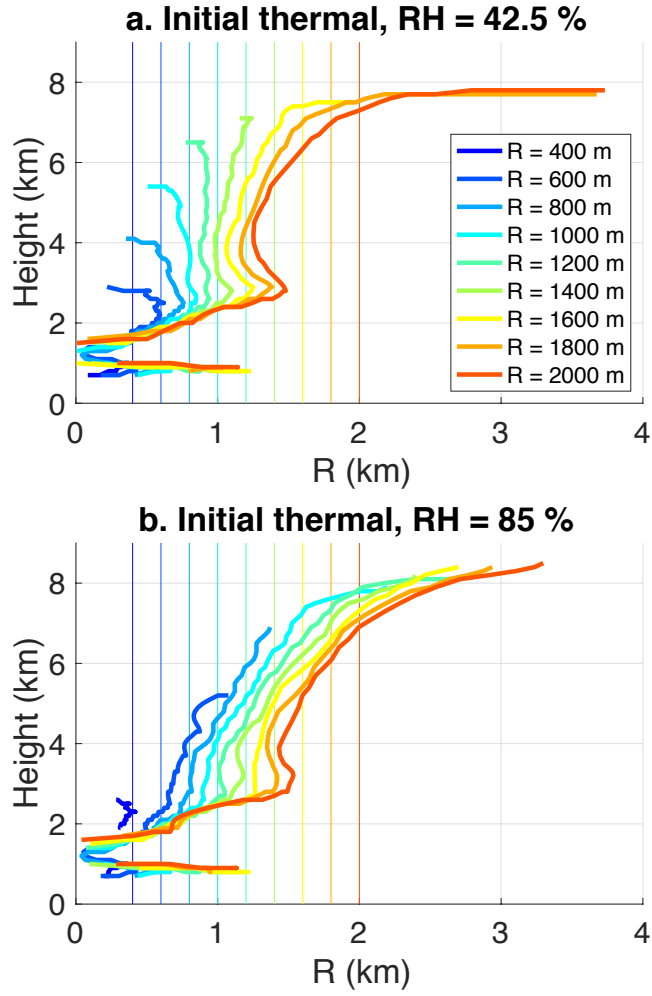 a. Initial thermal, RH = 42.5 %
8
6
4
2
0
Height (km)
R = 400 m
R = 600 m
R = 800 m
R = 1000 m
R = 1200 m
R = 1400 m
R = 1600 m
R = 1800 m
R = 2000 m
0 1 2 3 4
R (km)
b. Initial thermal, RH = 85 %
8
6
4
2
0
Height (km)
0 1 2 3 4
R (km)